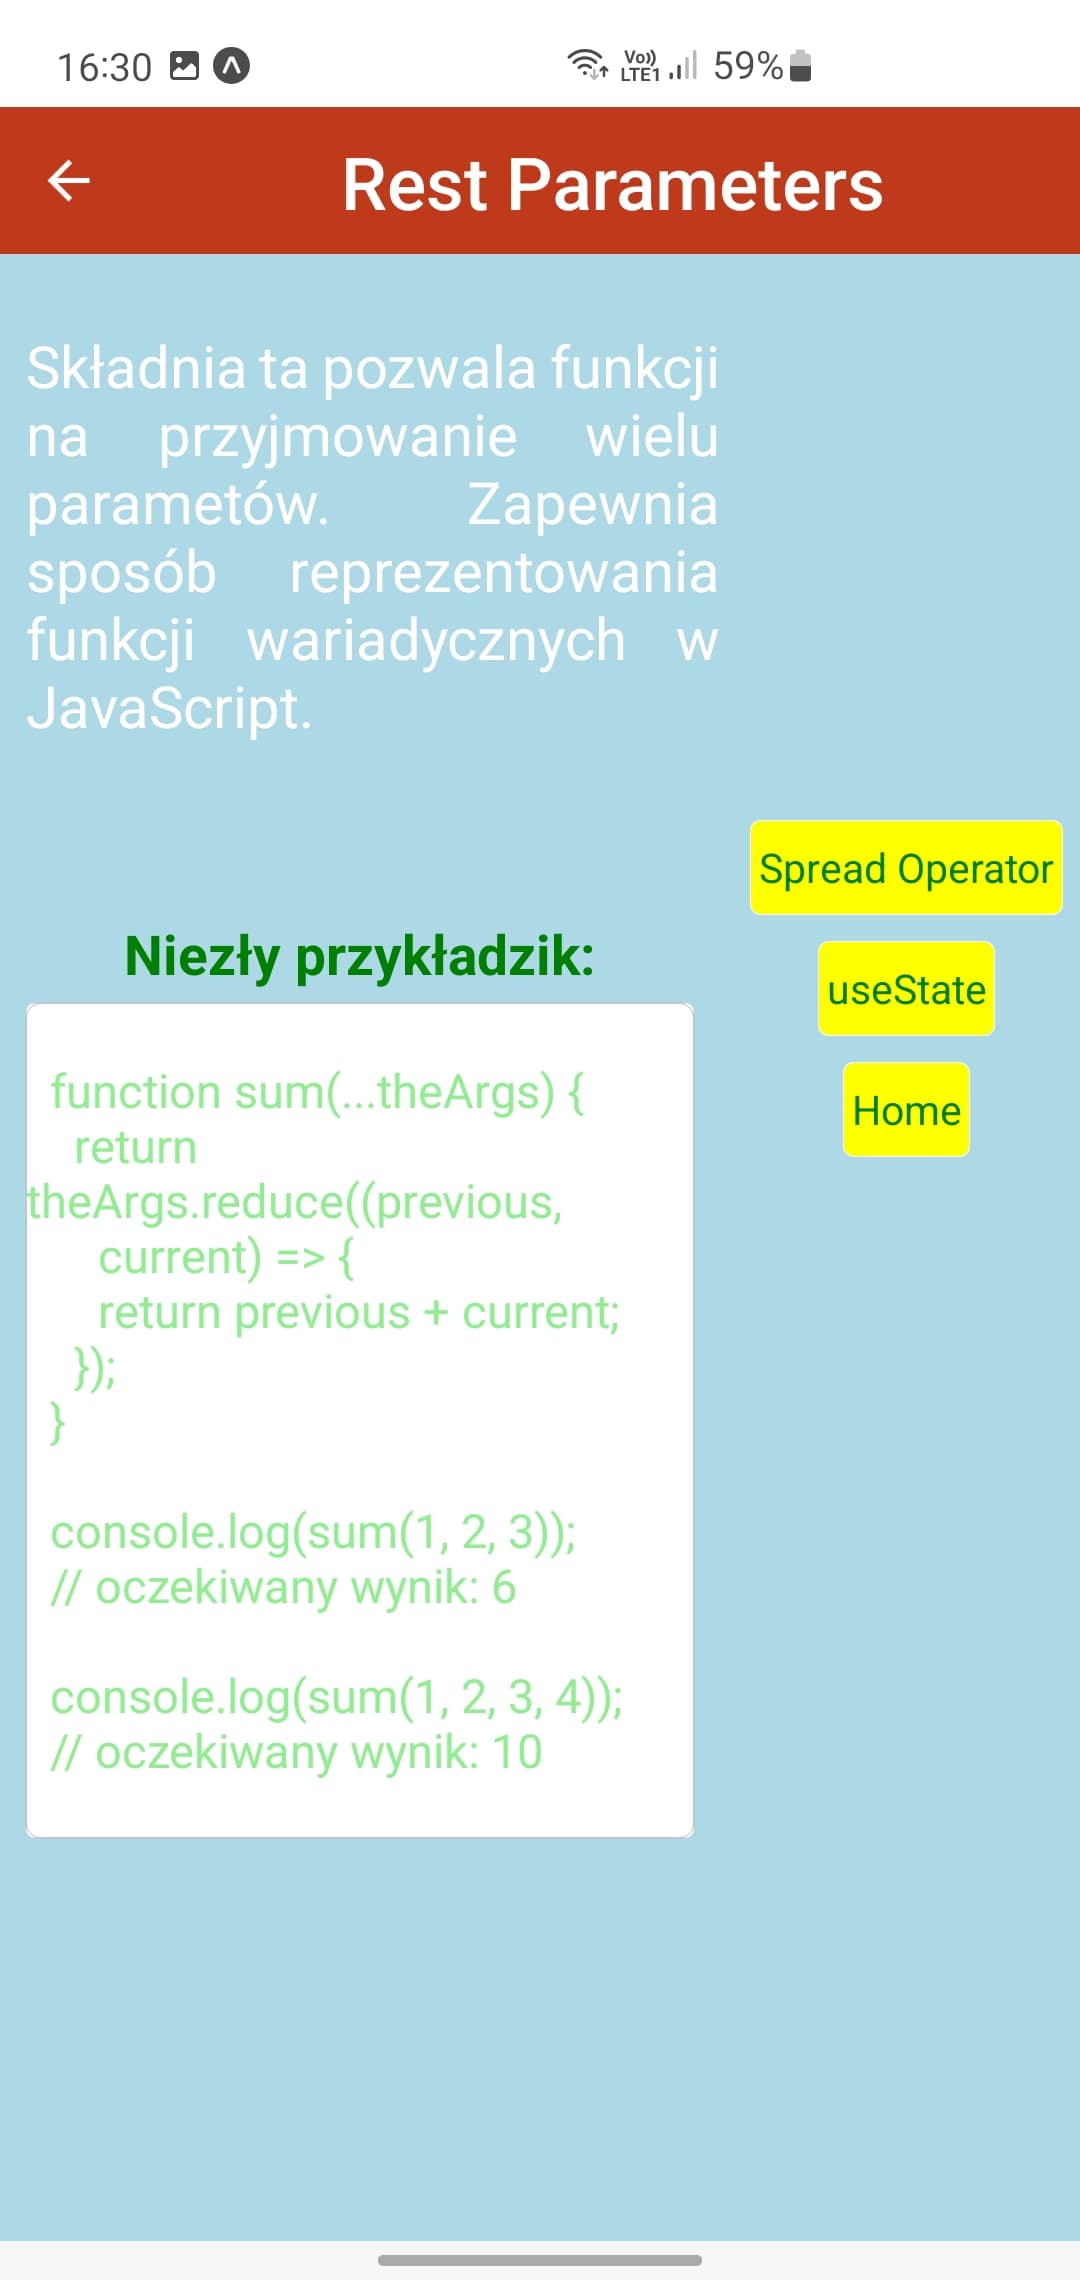 16:30
Vo)) LTE1 59%
Rest Parameters
Składnia ta pozwala funkcji
na przyjmowanie wielu
parametów. Zapewnia
sposób reprezentowania
funkcji wariadycznych w
JavaScript.
Spread Operator
useState
Home
Niezły przykładzik:
function sum(...theArgs) {
return
theArgs.reduce((previous,
current) => {
return previous + current;
});
}
console.log(sum(1, 2, 3));
// oczekiwany wynik: 6
console.log(sum(1, 2, 3, 4));
// oczekiwany wynik: 10